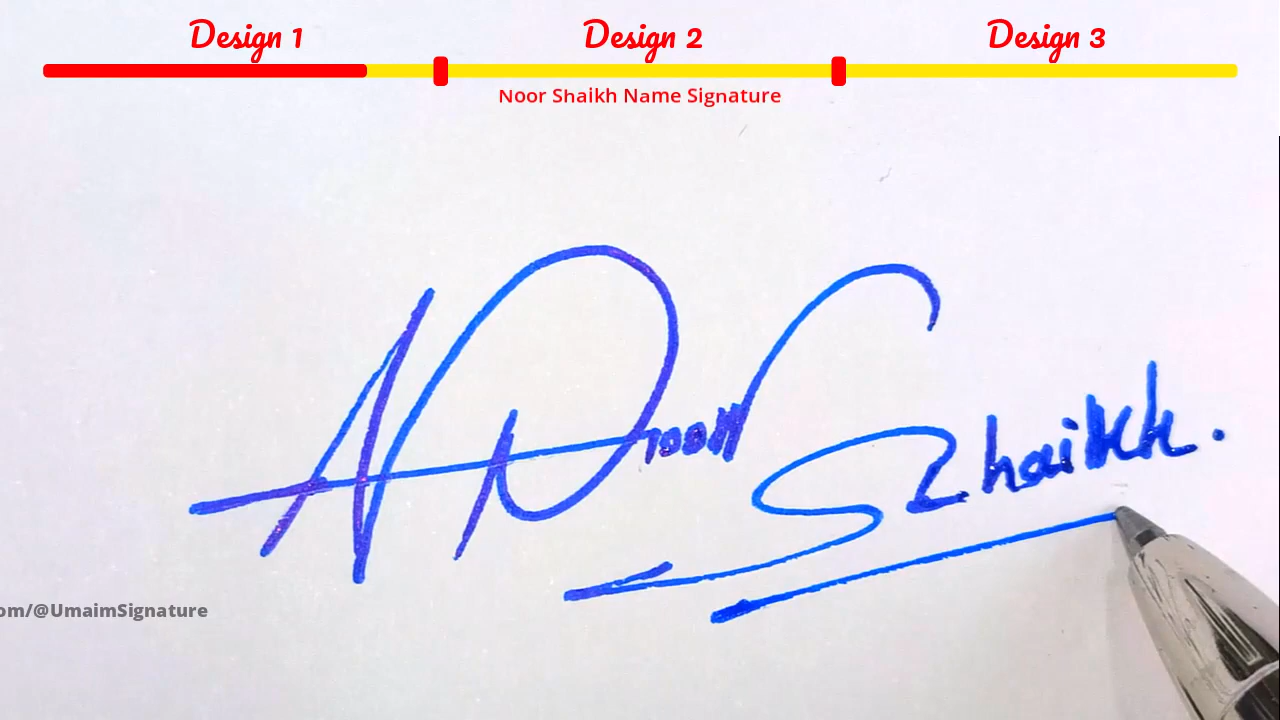 Design 1 Design 2 Design 3
Noor Shaikh Name Signature
Noor
Shaikh.
om/@UmaimSignature